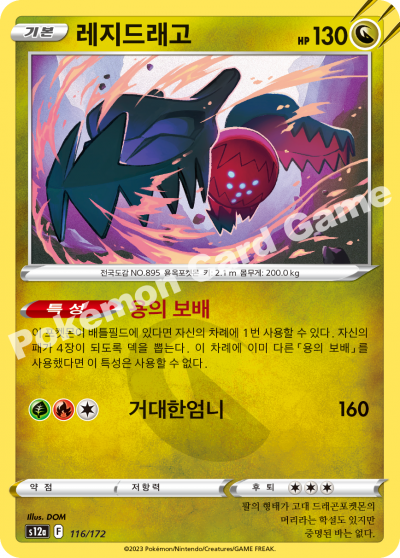 기본 레지드래고 HP 130
전국도감 NO.895 용옥포켓몬 키: 2.1m 몸무게: 200.0kg
특성 용의 보배
이 포켓몬이 배틀필드에 있다면 자신의 차례에 1번 사용할 수 있다. 자신의
패가 4장이 되도록 덱을 뽑는다. 이 차례에 이미 다른 「용의 보배」를
사용했다면 이 특성은 사용할 수 없다.
거대한엄니 160
약점 저항력 후퇴
Illus. DOM
팔의 형태가 고대 드래곤포켓몬의
머리라는 학설도 있지만
증명된 바는 없다.
s12a F 116/172
©2023 Pokémon/Nintendo/Creatures/GAME FREAK.
Pokémon Card Game